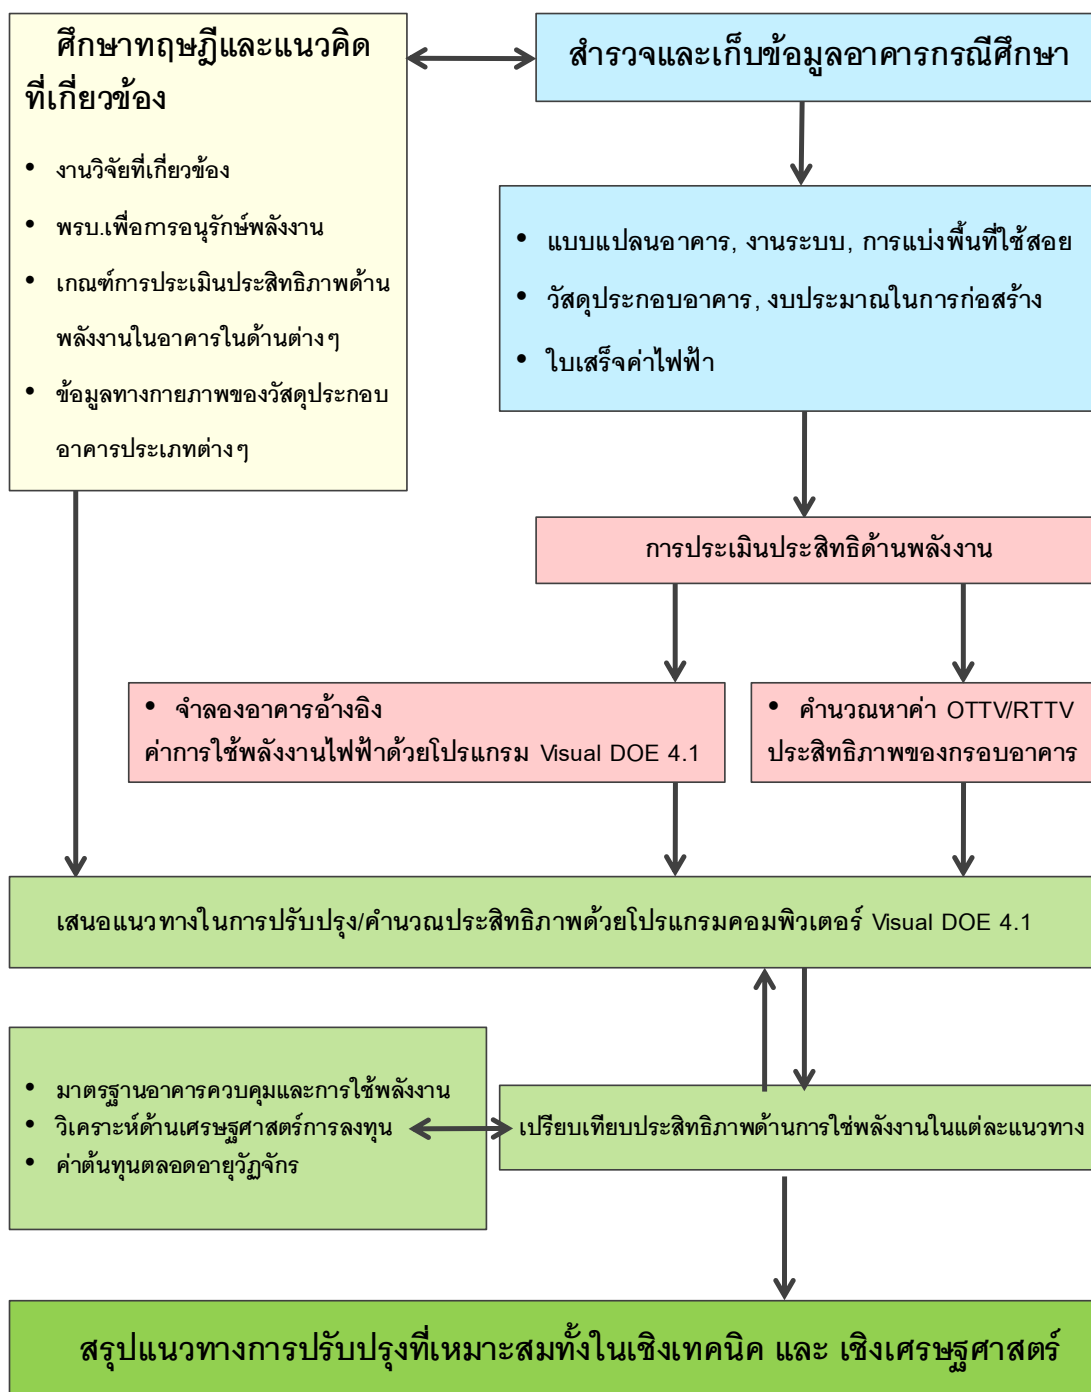 ศึกษาทฤษฎีและแนวคิด
ที่เกี่ยวข้อง
• งานวิจัยที่เกี่ยวข้อง
• พรบ.เพื่อการอนุรักษ์พลังงาน
• เกณฑ์การประเมินประสิทธิภาพด้าน
พลังงานในอาคารในด้านต่างๆ
• ข้อมูลทางกายภาพของวัสดุประกอบ
อาคารประเภทต่างๆ
สำรวจและเก็บข้อมูลอาคารกรณีศึกษา
• แบบแปลนอาคาร, งานระบบ, การแบ่งพื้นที่ใช้สอย
• วัสดุประกอบอาคาร, งบประมาณในการก่อสร้าง
• ใบเสร็จค่าไฟฟ้า
การประเมินประสิทธิด้านพลังงาน
• จำลองอาคารอ้างอิง
ค่าการใช้พลังงานไฟฟ้าด้วยโปรแกรม Visual DOE 4.1
• คำนวณหาค่า OTTV/RTTV
ประสิทธิภาพของกรอบอาคาร
เสนอแนวทางในการปรับปรุง/คำนวณประสิทธิภาพด้วยโปรแกรมคอมพิวเตอร์ Visual DOE 4.1
• มาตรฐานอาคารควบคุมและการใช้พลังงาน
• วิเคราะห์ด้านเศรษฐศาสตร์การลงทุน
• ค่าต้นทุนตลอดอายุวัฏจักร
เปรียบเทียบประสิทธิภาพด้านการใช่พลังงานในแต่ละแนวทาง
สรุปแนวทางการปรับปรุงที่เหมาะสมทั้งในเชิงเทคนิค และ เชิงเศรษฐศาสตร์